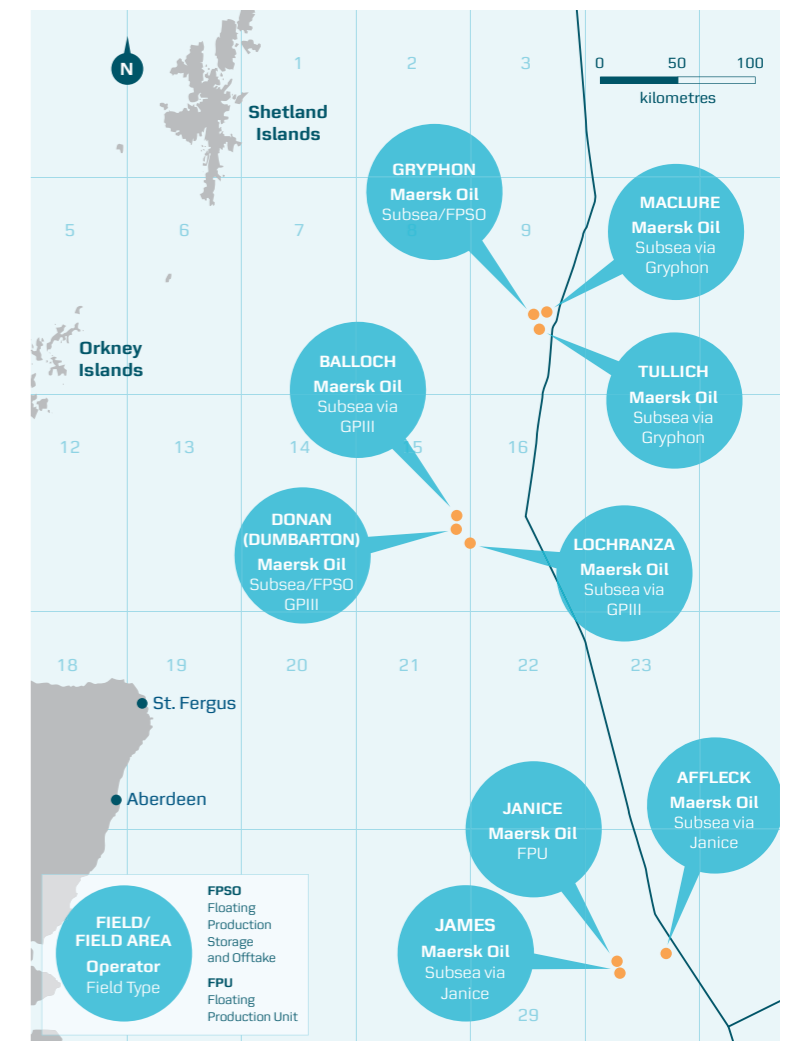 N
Shetland
Islands
1
2
3
0 50 100
kilometres
GRYPHON
Maersk Oil
Subsea/FPSO
8
MACLURE
Maersk Oil
Subsea via
Gryphon
5
6
7
9
Orkney
Islands
BALLOCH
Maersk Oil
Subsea via
GPIII
TULLICH
Maersk Oil
Subsea via
Gryphon
12
13
14
15
16
DONAN
(DUMBARTON)
Maersk Oil
Subsea/FPSO
GPIII
LOCHRANZA
Maersk Oil
Subsea via
GPIII
18
19
20
21
22
23
St. Fergus
Aberdeen
JANICE
Maersk Oil
FPU
AFFLECK
Maersk Oil
Subsea via
Janice
JAMES
Maersk Oil
Subsea via
Janice
29
FIELD/
FIELD AREA
Operator
Field Type
FPSO
Floating
Production
Storage
and Offtake
FPU
Floating
Production Unit